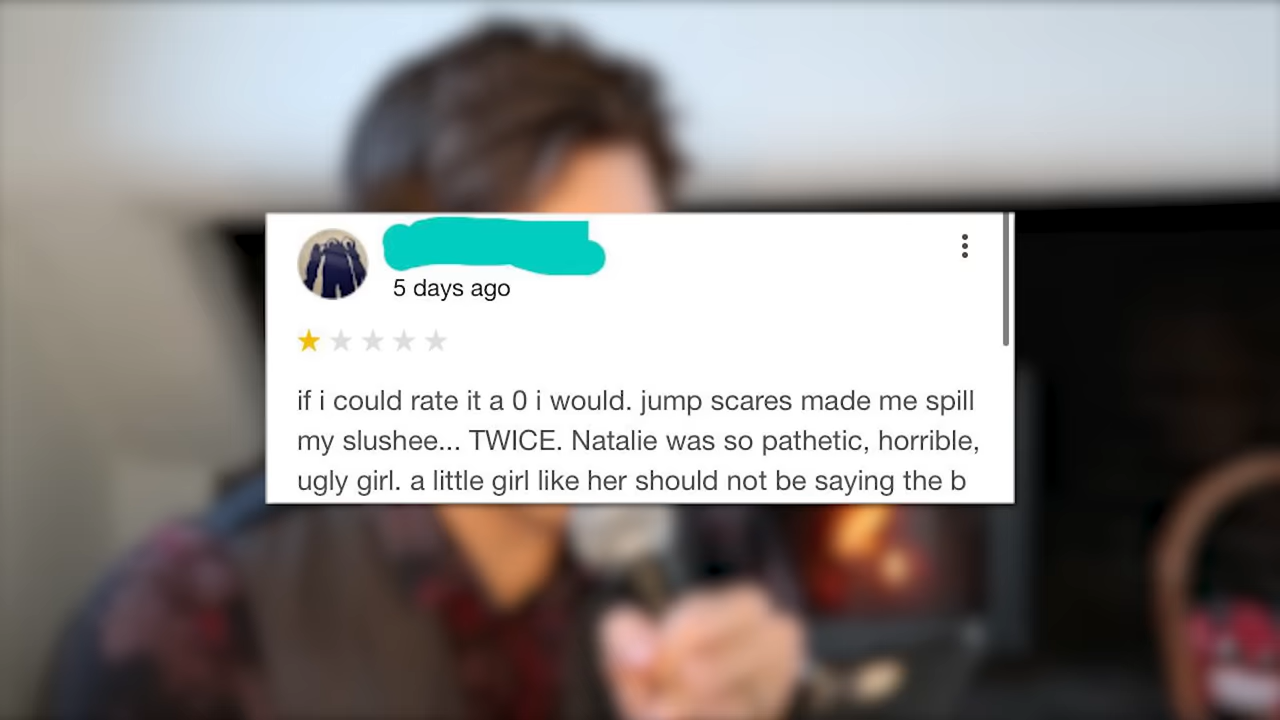 5 days ago
if i could rate it a 0 i would. jump scares made me spill
my slushee... TWICE. Natalie was so pathetic, horrible,
ugly girl. a little girl like her should not be saying the b